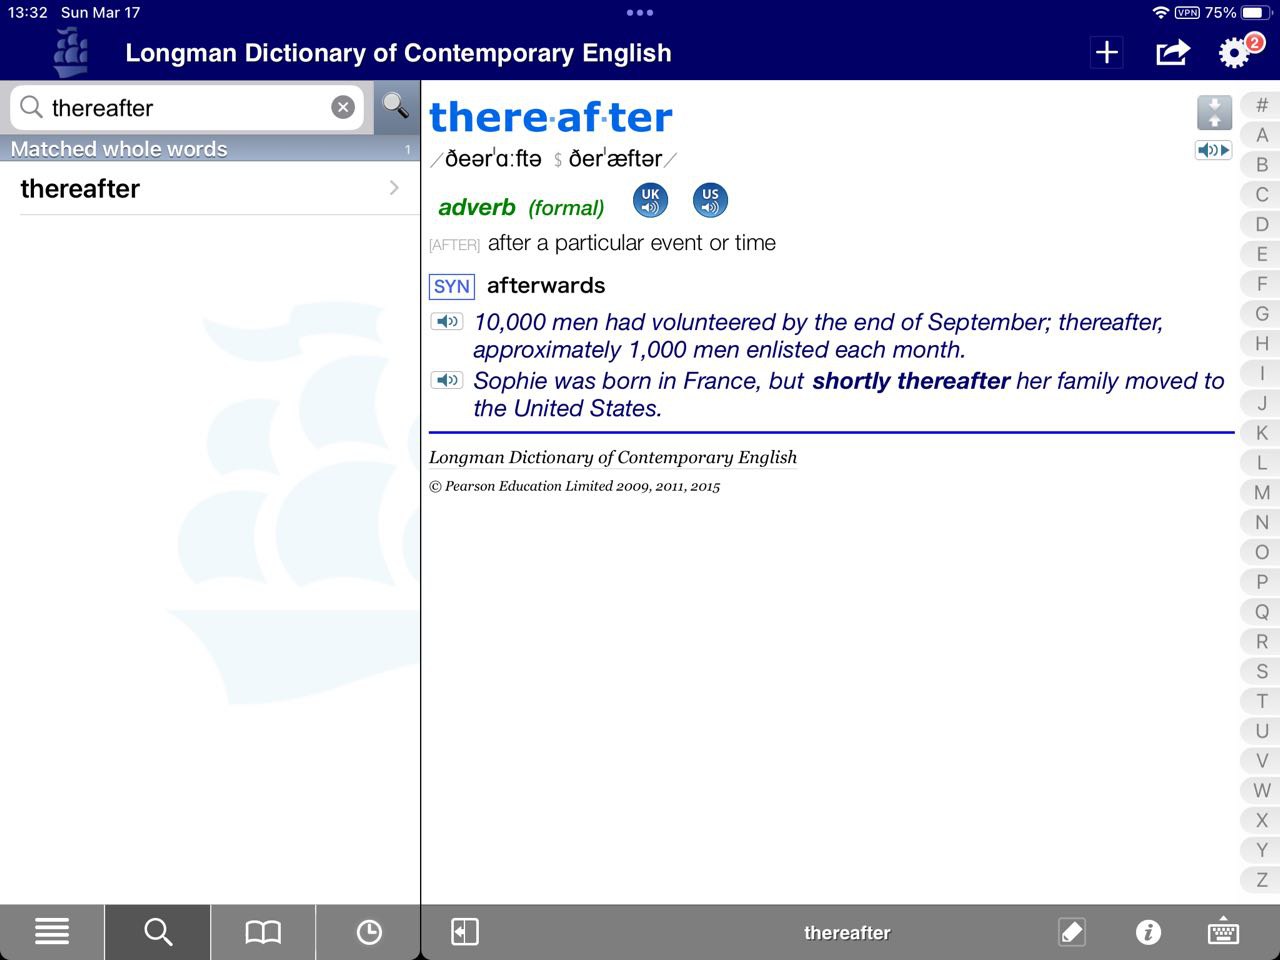 13:32 Sun Mar 17
VPN 75%
Longman Dictionary of Contemporary English
2
thereafter
Matched whole words 1
thereafter
there·af·ter
/ðeərˈɑːftə $ ðerˈæftər/
adverb (formal) UK US
[AFTER] after a particular event or time
SYN afterwards
10,000 men had volunteered by the end of September; thereafter,
approximately 1,000 men enlisted each month.
Sophie was born in France, but shortly thereafter her family moved to
the United States.
Longman Dictionary of Contemporary English
© Pearson Education Limited 2009, 2011, 2015
#
A
B
C
D
E
F
G
H
I
J
K
L
M
N
O
P
Q
R
S
T
U
V
W
X
Y
Z
thereafter